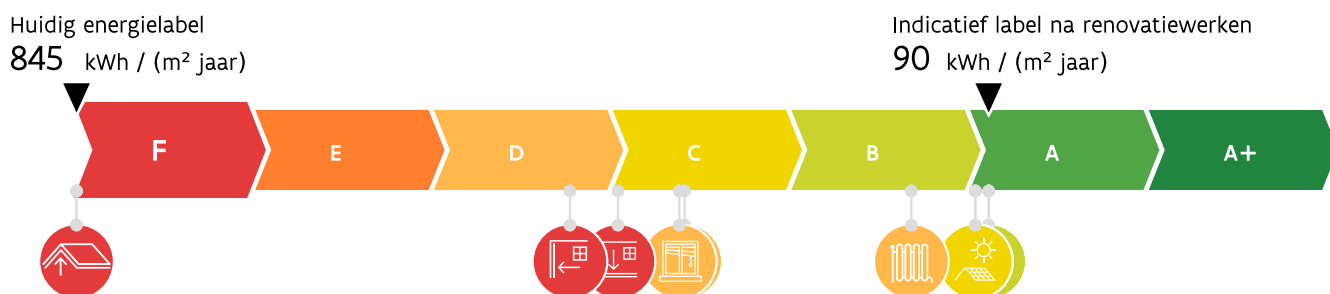 Huidig energielabel
845 kWh / (m² jaar)
Indicatief label na renovatiewerken
90 kWh / (m² jaar)
F E D C B A A+